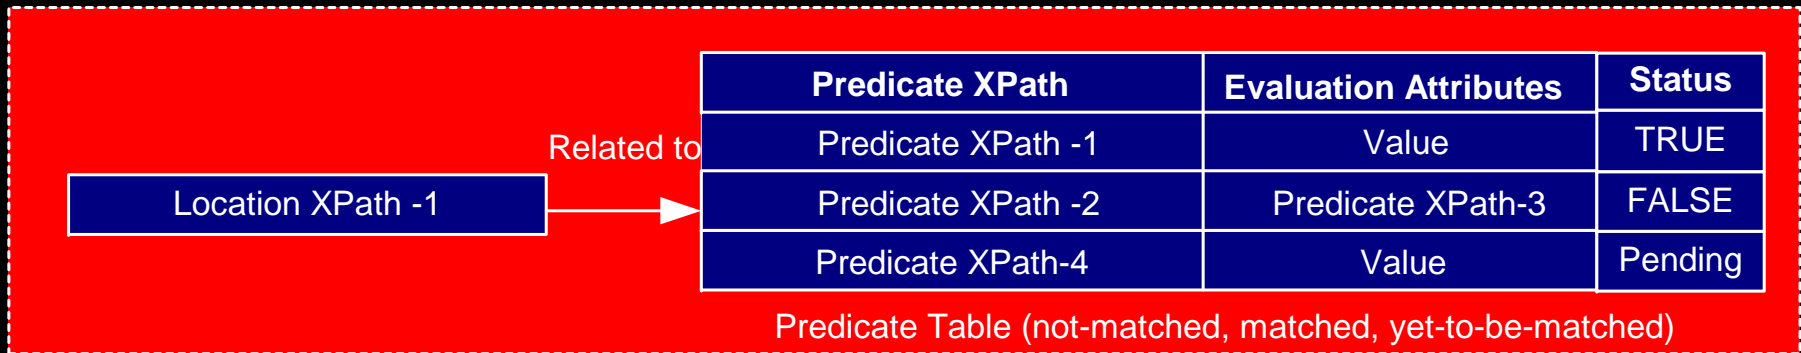 Predicate XPath Evaluation Attributes Status
Related to Predicate XPath -1 Value TRUE
Location XPath -1 Predicate XPath -2 Predicate XPath-3 FALSE
Predicate XPath-4 Value Pending
Predicate Table (not-matched, matched, yet-to-be-matched)